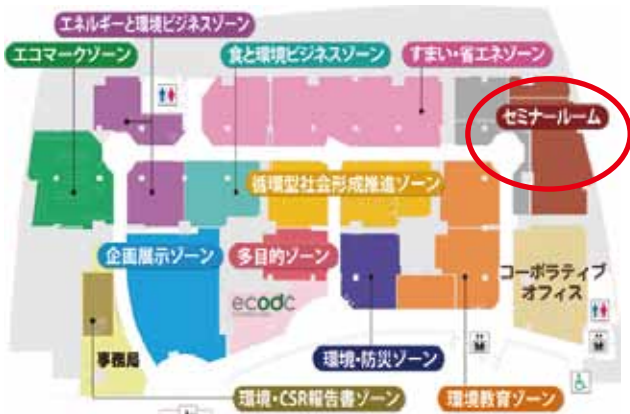 エネルギーと環境ビジネスゾーン
エコマークゾーン
食と環境ビジネスゾーン
すまい・省エネゾーン
セミナールーム
循環型社会形成推進ゾーン
企画展示ゾーン
多目的ゾーン
コーポラティブ
オフィス
ecodc
環境・防災ゾーン
事務局
環境・CSR報告書ゾーン
環境教育ゾーン